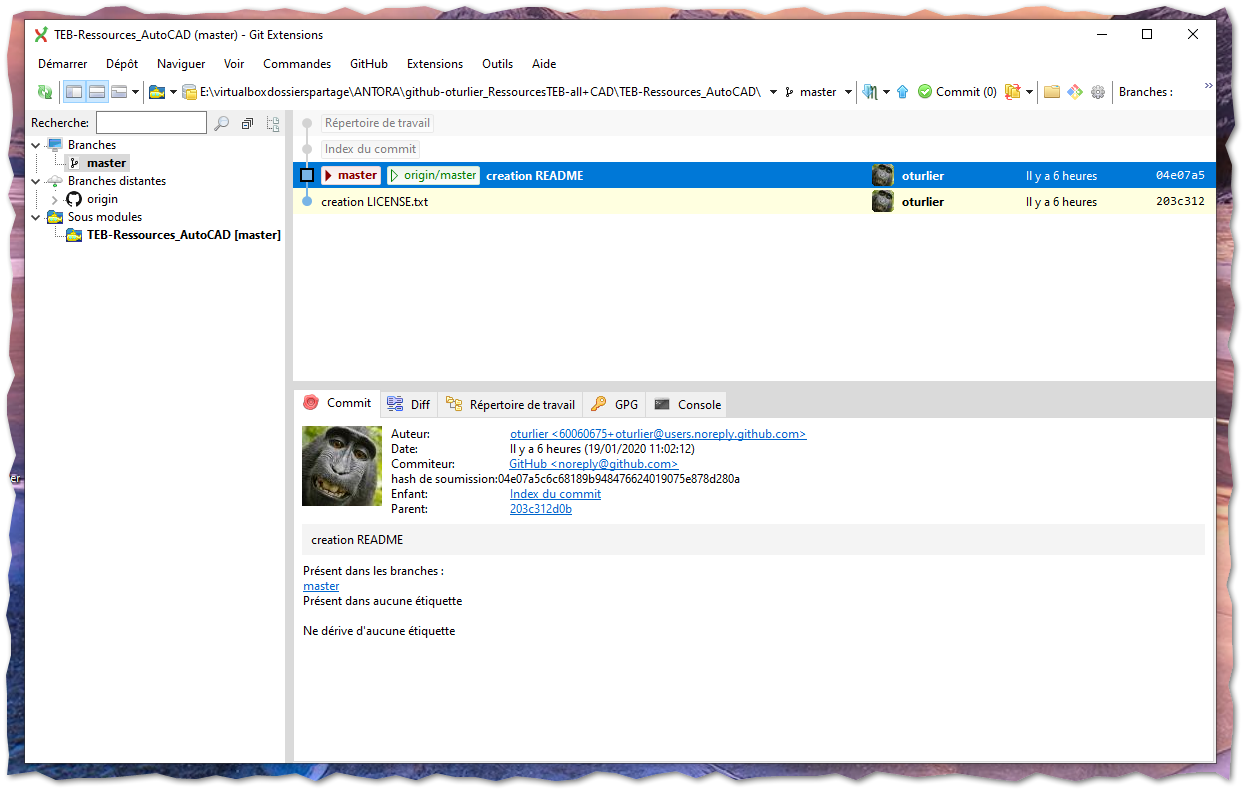 TEB-Ressources_AutoCAD (master) - Git Extensions
Démarrer Dépôt Naviguer Voir Commandes GitHub Extensions Outils Aide
E:\virtualboxdossierspartage\ANTORA\github-oturlier_RessourcesTEB-all+CAD\TEB-Ressources_AutoCAD\ master Commit (0) Branches : »
Recherche:
Branches
master
Branches distantes
origin
Sous modules
TEB-Ressources_AutoCAD [master]
Répertoire de travail
Index du commit
master origin/master creation README oturlier Il y a 6 heures 04e07a5
creation LICENSE.txt oturlier Il y a 6 heures 203c312
Commit Diff Répertoire de travail GPG Console
Auteur: oturlier <60060675+oturlier@users.noreply.github.com>
Date: Il y a 6 heures (19/01/2020 11:02:12)
Commiteur: GitHub <noreply@github.com>
hash de soumission:04e07a5c6c68189b948476624019075e878d280a
Enfant: Index du commit
Parent: 203c312d0b
creation README
Présent dans les branches :
master
Présent dans aucune étiquette
Ne dérive d'aucune étiquette
er